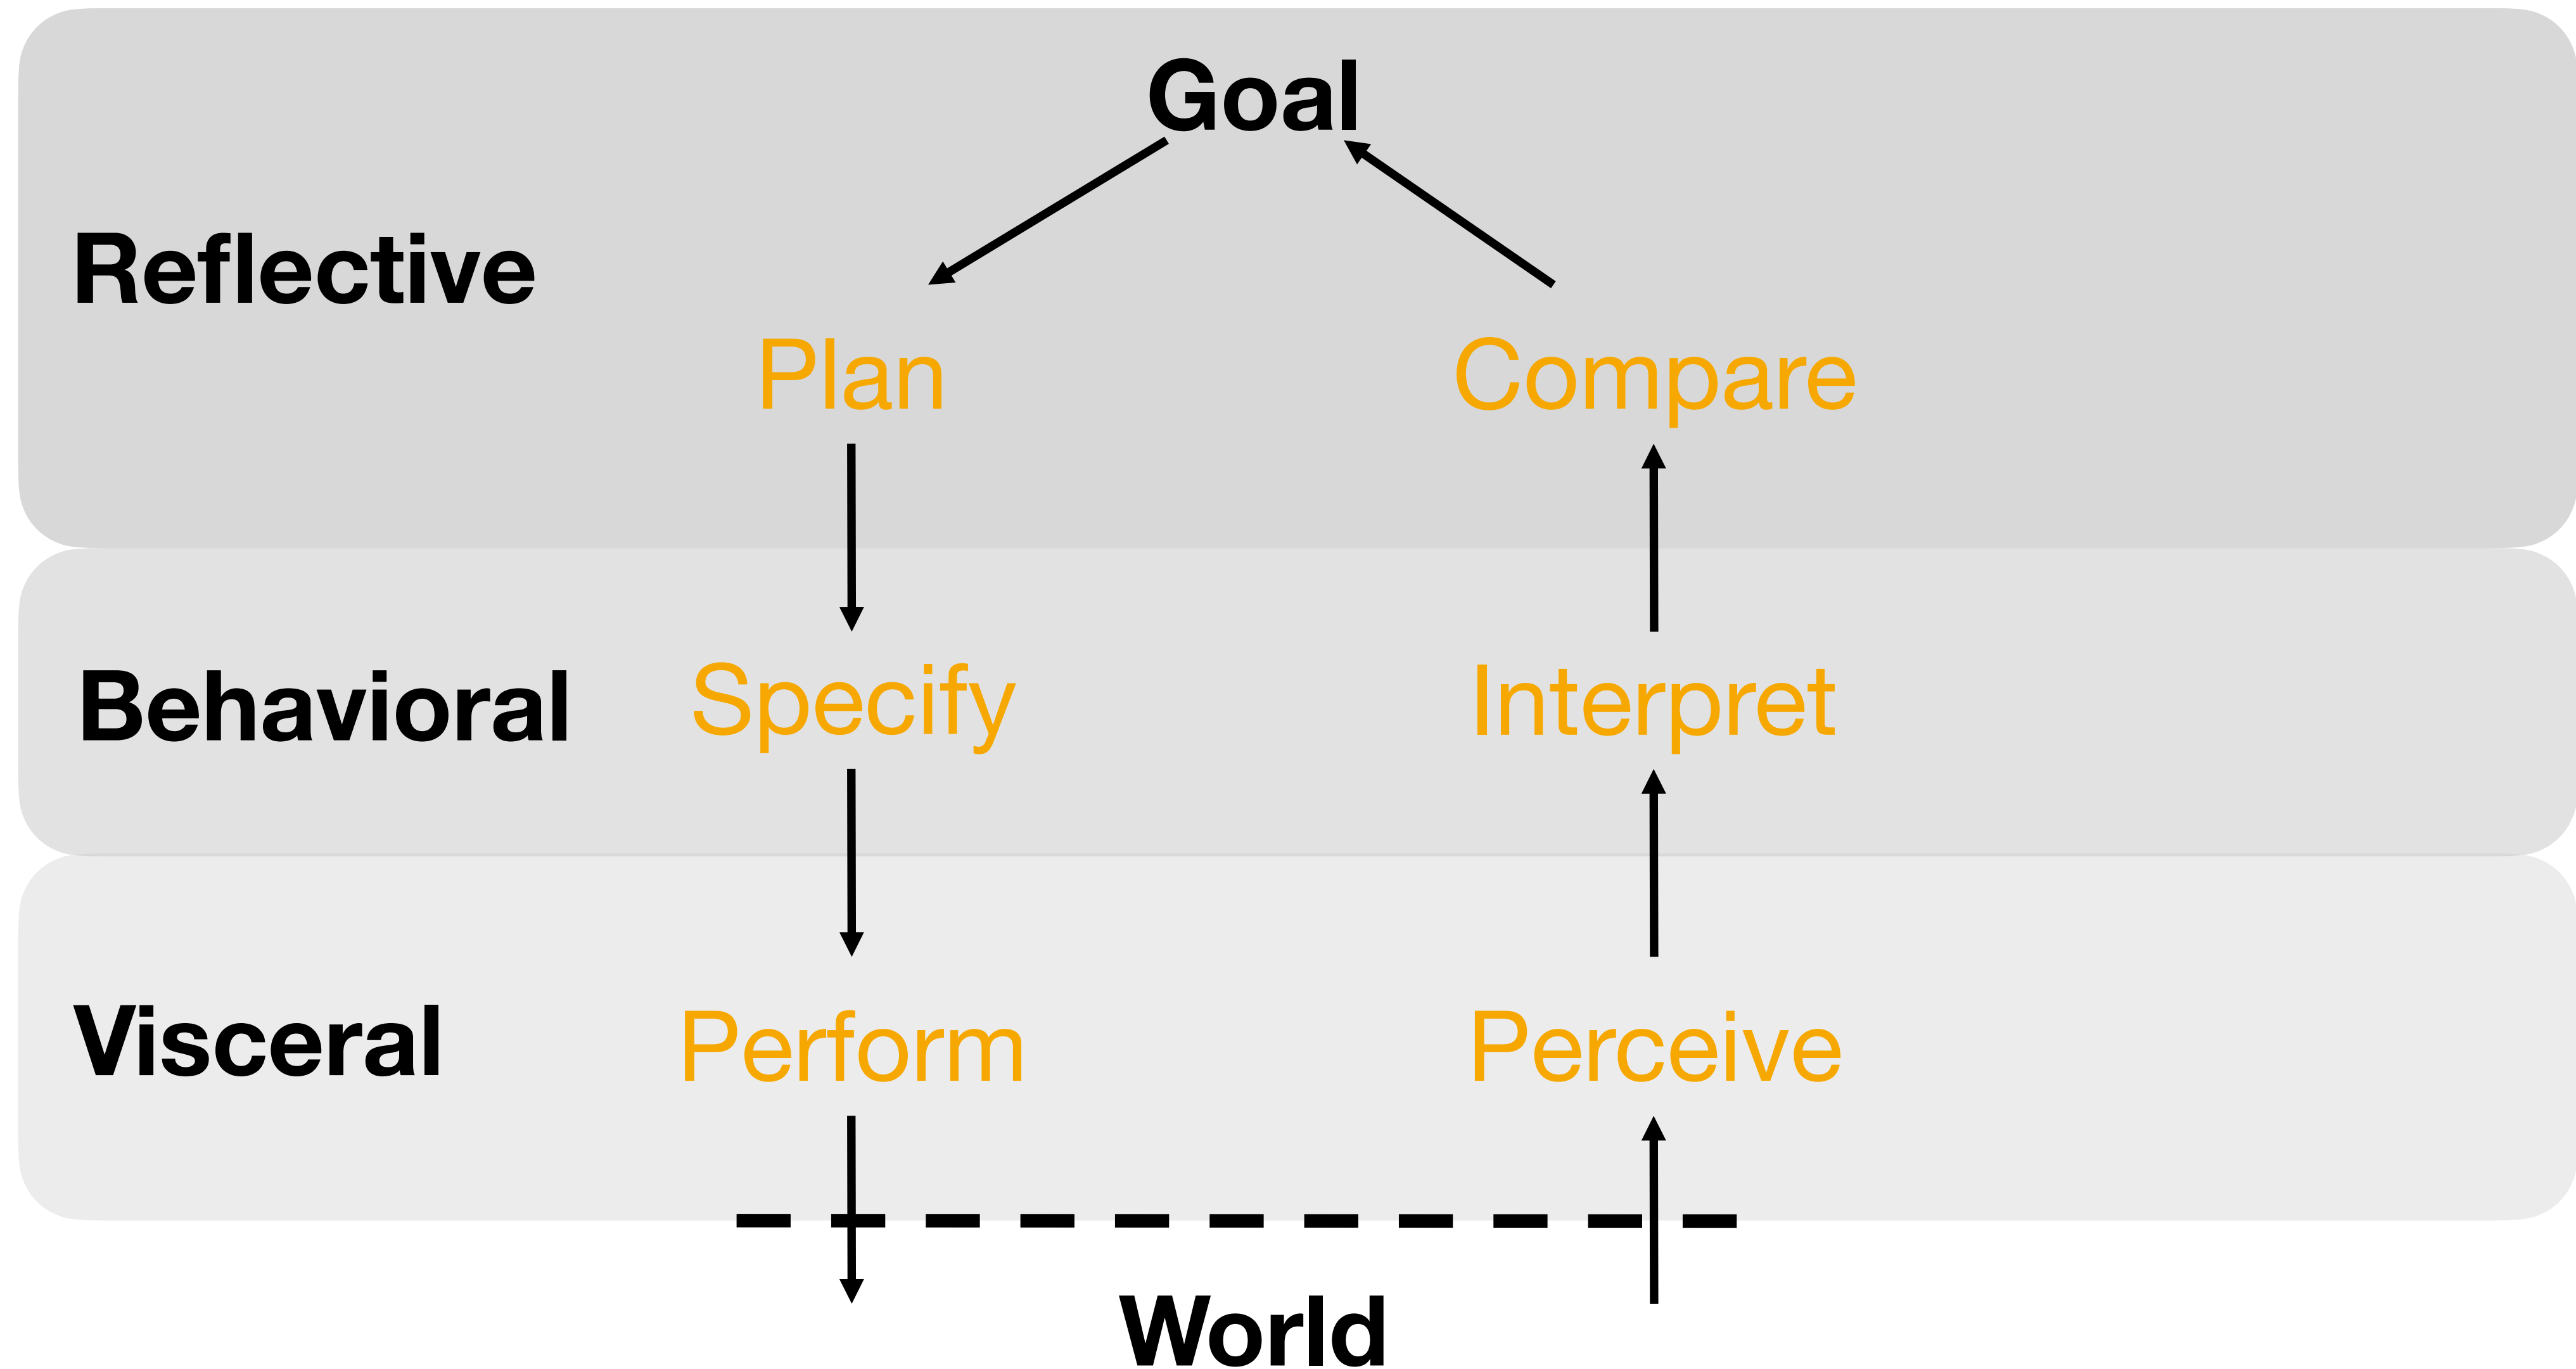 Goal
Reflective
Plan
Compare
Behavioral
Specify
Interpret
Visceral
Perform
Perceive
World